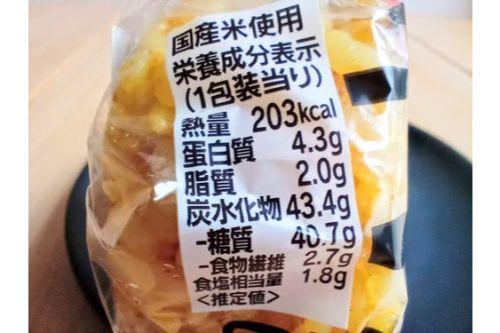 国産米使用
栄養成分表示
(1包装当り)
熱量 203kcal
蛋白質 4.3g
脂質 2.0g
炭水化物 43.4g
-糖質 40.7g
-食物繊維 2.7g
食塩相当量 1.8g
<推定値>